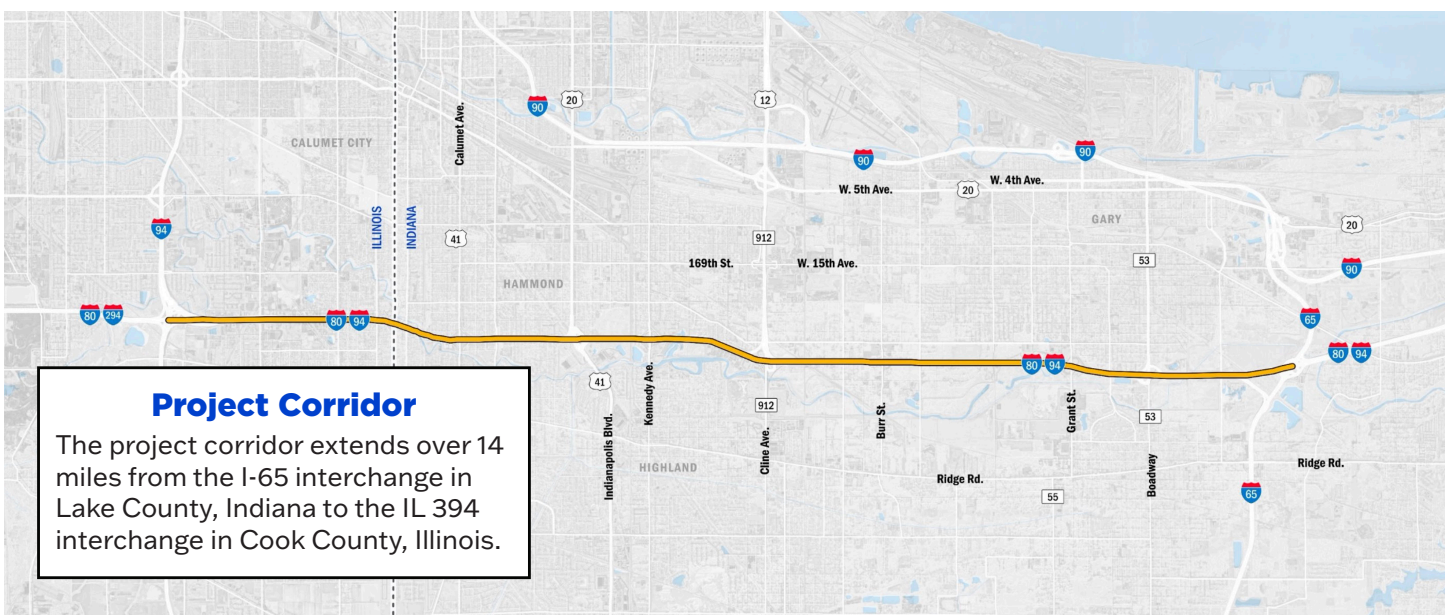 90
20
12
CALUMET CITY
Calumet Ave.
90
90
W. 5th Ave.
20
W. 4th Ave.
94
ILLINOIS
INDIANA
41
912
GARY
20
53
169th St.
W. 15th Ave.
90
HAMMOND
80 294
80 94
65
80 94
80 94
41
Kennedy Ave.
Indianapolis Blvd.
912
Cline Ave.
Burr St.
Grant St.
53
Boadway
HIGHLAND
Ridge Rd.
Ridge Rd.
55
65
Project Corridor
The project corridor extends over 14
miles from the I-65 interchange in
Lake County, Indiana to the IL 394
interchange in Cook County, Illinois.